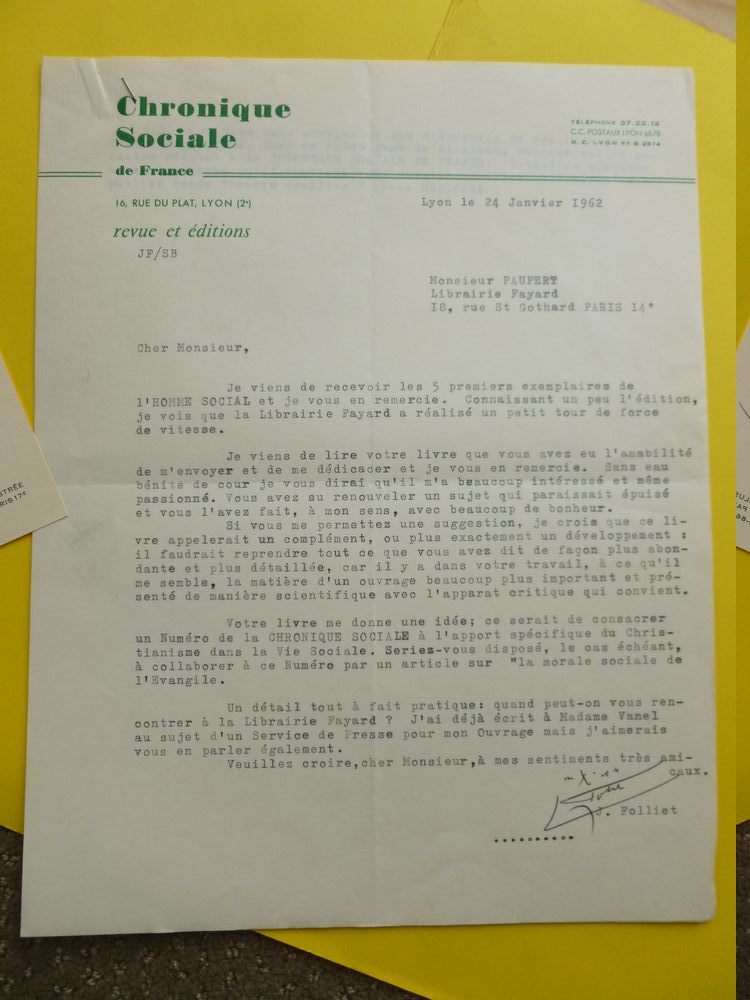 Chronique
Sociale
de France
TÉLÉPHONE 37.22.12
C.C. POSTAUX LYON 6628
R. C. LYON 57 B 2674
16, RUE DU PLAT, LYON (2ᵉ)
Lyon le 24 Janvier I962
revue et éditions
JF/SB
Monsieur PAUPERT
Librairie Fayard
I8, rue St Gothard PARIS I4°
Cher Monsieur,
Je viens de recevoir les 5 premiers exemplaires de
l'HOMME SOCIAL et je vous en remercie. Connaissant un peu l'édition,
je vois que la Librairie Fayard a réalisé un petit tour de force
de vitesse.
Je viens de lire votre livre que vous avez eu l'amabilité
de m'envoyer et de me dédicacer et je vous en remercie. Sans eau
bénite de cour je vous dirai qu'il m'a beaucoup intéressé et même
passionné. Vous avez su renouveler un sujet qui paraissait épuisé
et vous l'avez fait, à mon sens, avec beaucoup de bonheur.
Si vous me permettez une suggestion, je crois que ce li-
vre appelerait un complément, ou plus exactement un développement :
il faudrait reprendre tout ce que vous avez dit de façon plus abon-
dante et plus détaillée, car il y a dans votre travail, à ce qu'il
me semble, la matière d'un ouvrage beaucoup plus important et pré-
senté de manière scientifique avec l'apparat critique qui convient.
Votre livre me donne une idée; ce serait de consacrer
un Numéro de la CHRONIQUE SOCIALE à l'apport spécifique du Chris-
tianisme dans la Vie Sociale. Seriez-vous disposé, le cas échéant,
à collaborer à ce Numéro par un article sur "la morale sociale de
l'Evangile.
Un détail tout à fait pratique: quand peut-on vous ren-
contrer à la Librairie Fayard ? J'ai déjà écrit à Madame Vanel
au sujet d'un Service de Presse pour mon Ouvrage mais j'aimerais
vous en parler également.
Veuillez croire,cher Monsieur,à mes sentiments très ami-
caux.
J. Folliet
..........